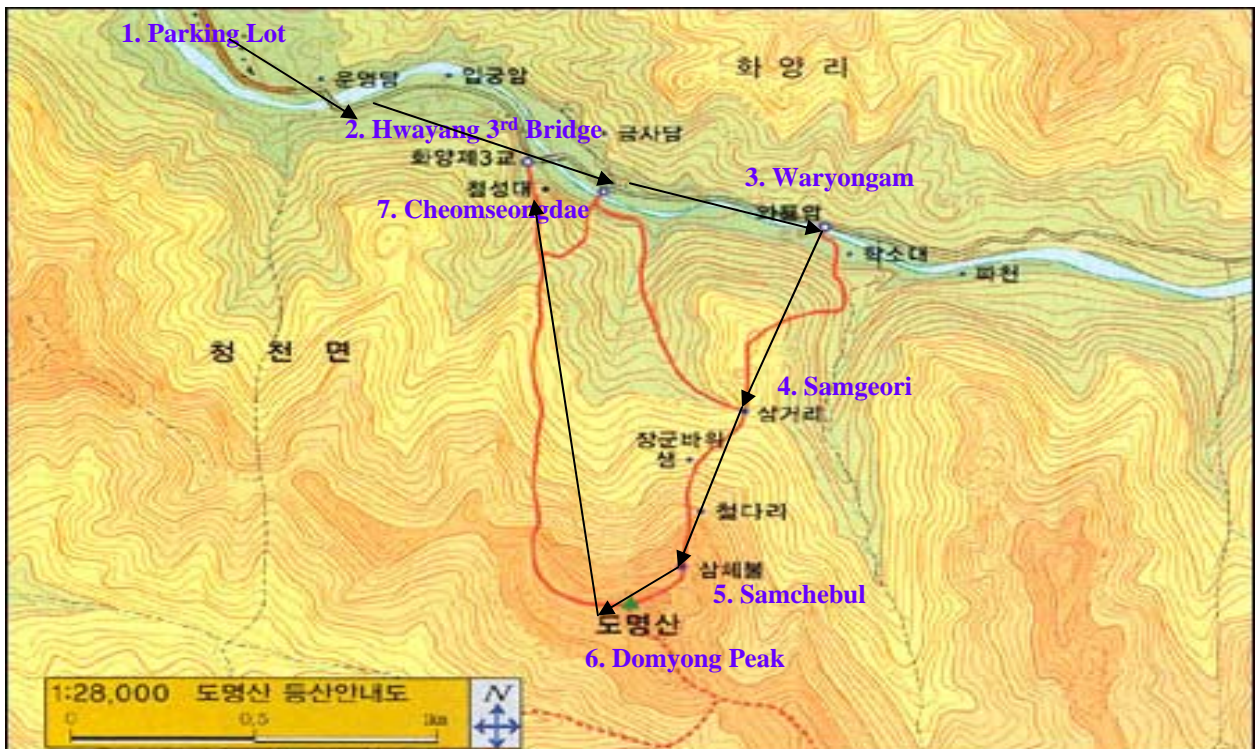 1. Parking Lot
화 양 리
운영담
입궁암
2. Hwayang 3rd Bridge
금사담
화양제3교
3. Waryongam
첨성대
7. Cheomseongdae
와룡암
학소대
파천
청 천 면
4. Samgeori
삼거리
장군바위
샘
철다리
삼체불
5. Samchebul
도명산
6. Domyong Peak
1:28,000 도명산 등산안내도
N
0 0.5 1km